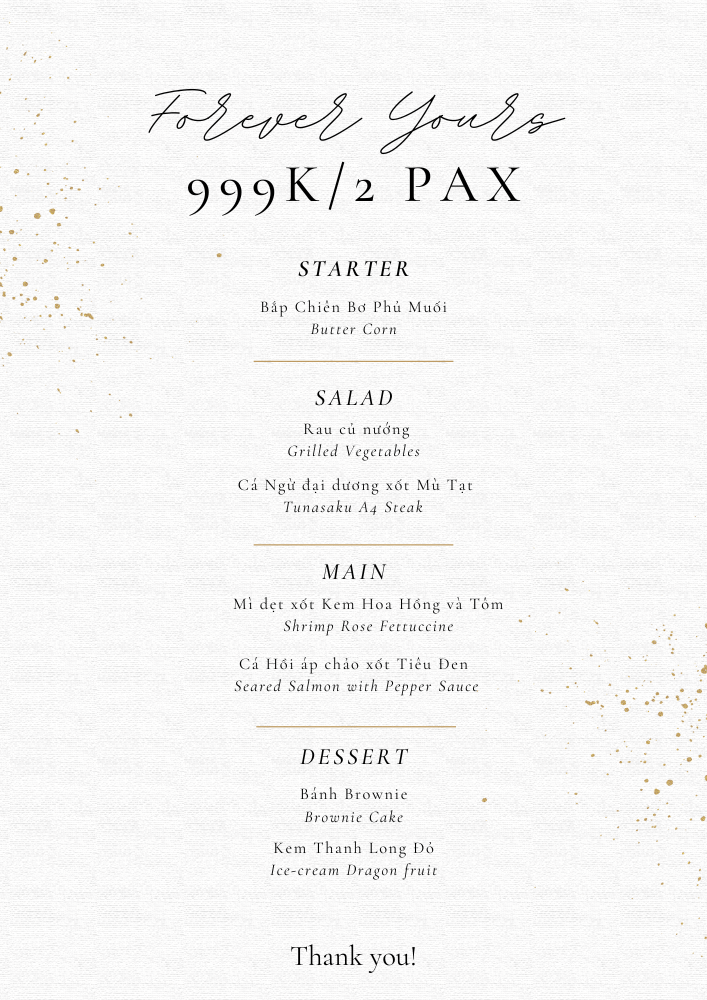 Forever Yours
999K/2 PAX
STARTER
Bắp Chiên Bơ Phủ Muối
Butter Corn
SALAD
Rau củ nướng
Grilled Vegetables
Cá Ngừ đại dương xốt Mù Tạt
Tunasaku A4 Steak
MAIN
Mì dẹt xốt Kem Hoa Hồng và Tôm
Shrimp Rose Fettuccine
Cá Hồi áp chảo xốt Tiêu Đen
Seared Salmon with Pepper Sauce
DESSERT
Bánh Brownie
Brownie Cake
Kem Thanh Long Đỏ
Ice-cream Dragon fruit
Thank you!